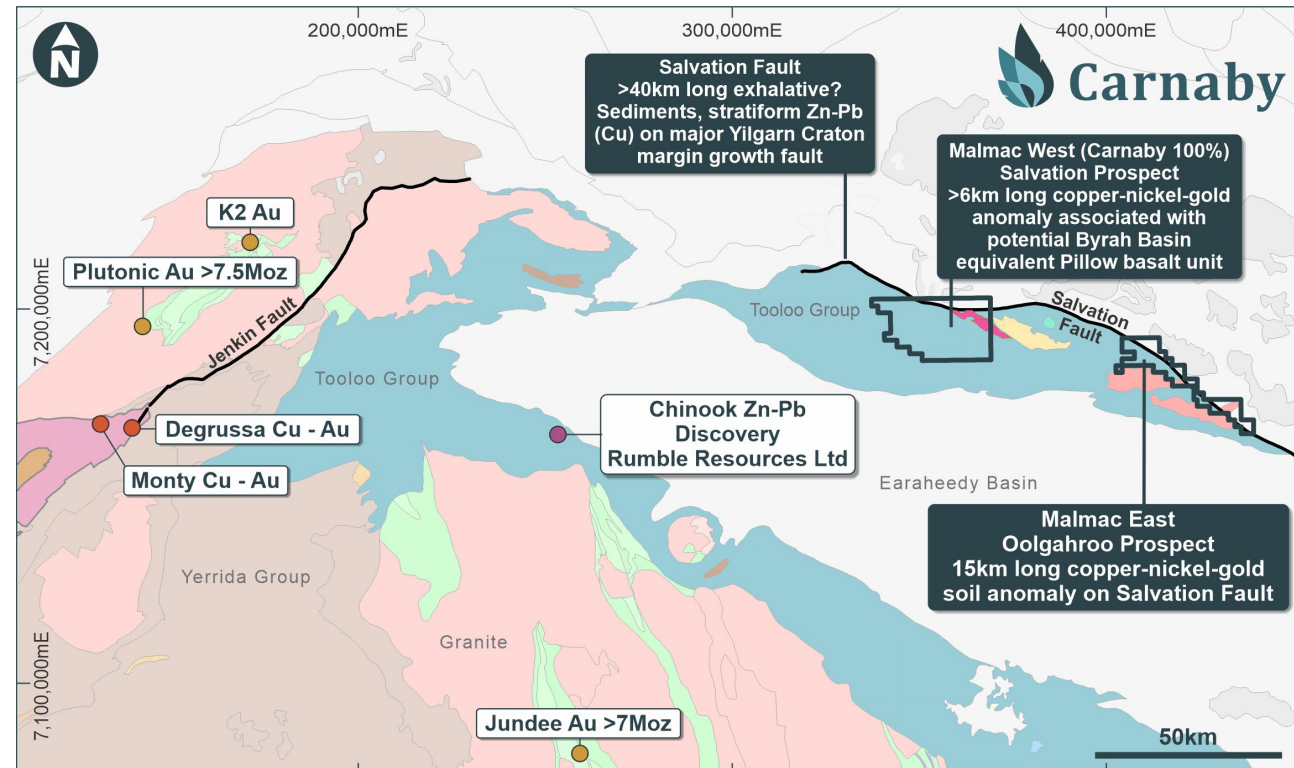 200,000mE
300,000mE
400,000mE
N
Carnaby
Salvation Fault
>40km long exhalative?
Sediments, stratiform Zn-Pb
(Cu) on major Yilgarn Craton
margin growth fault
Malmac West (Carnaby 100%)
Salvation Prospect
>6km long copper-nickel-gold
anomaly associated with
potential Byrah Basin
equivalent Pillow basalt unit
K2 Au
Plutonic Au >7.5Moz
7,200,000mE
Jenkin Fault
Tooloo Group
Salvation
Fault
Tooloo Group
Degrussa Cu - Au
Monty Cu - Au
Chinook Zn-Pb
Discovery
Rumble Resources Ltd
Earaheedy Basin
Malmac East
Oolgahroo Prospect
15km long copper-nickel-gold
soil anomaly on Salvation Fault
Yerrida Group
Granite
7,100,000mE
Jundee Au >7Moz
50km